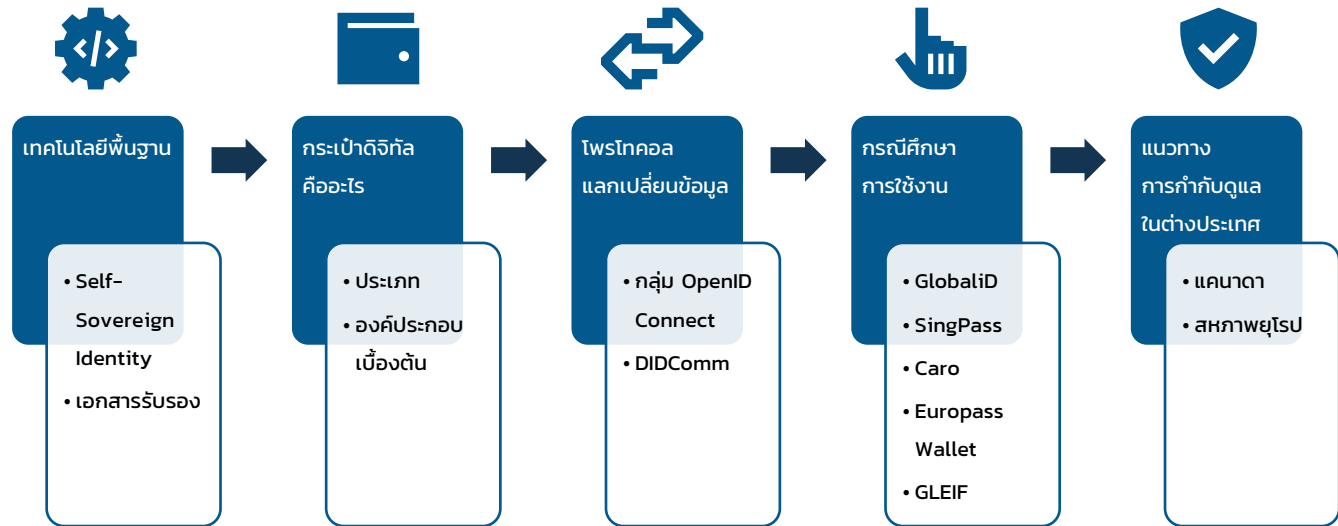 เทคโนโลยีพื้นฐาน
• Self-
Sovereign
Identity
• เอกสารรับรอง
กระเป๋าดิจิทัล
คืออะไร
• ประเภท
• องค์ประกอบ
เบื้องต้น
โพรโทคอล
แลกเปลี่ยนข้อมูล
• กลุ่ม OpenID
Connect
• DIDComm
กรณีศึกษา
การใช้งาน
• GlobaliD
• SingPass
• Caro
• Europass
Wallet
• GLEIF
แนวทาง
การกำกับดูแล
ในต่างประเทศ
• แคนาดา
• สหภาพยุโรป